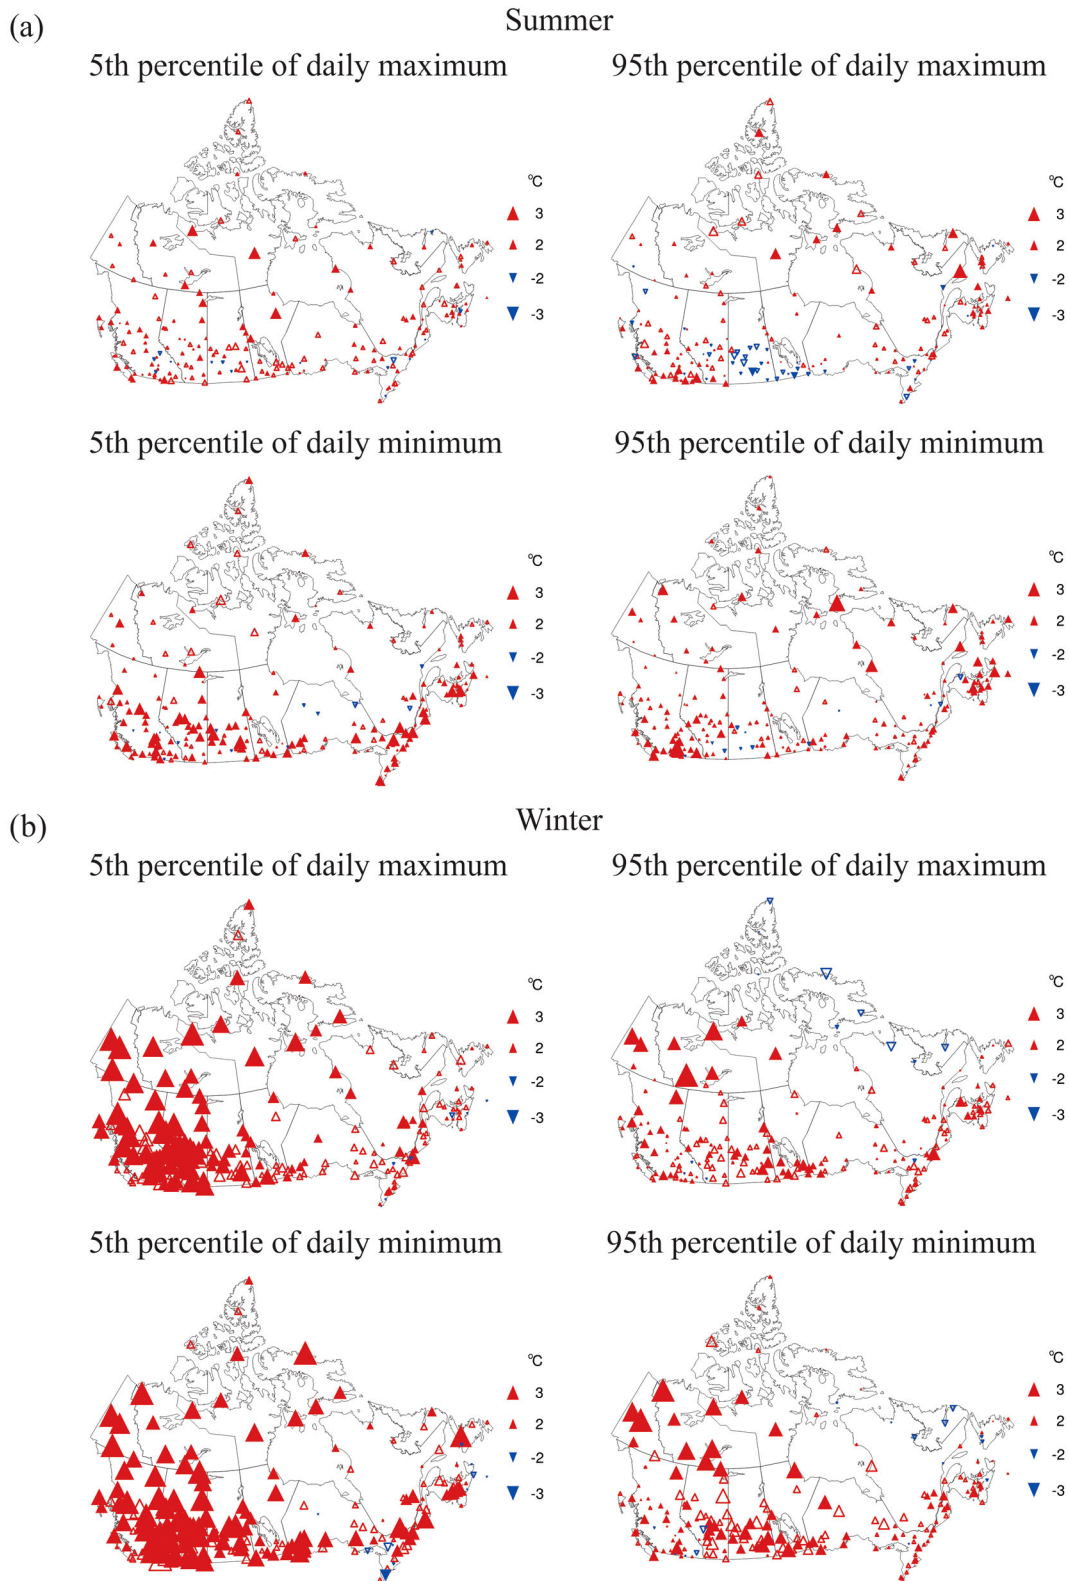 (a)
Summer
5th percentile of daily maximum
95th percentile of daily maximum
°C
3
2
-2
-3
°C
3
2
-2
-3
5th percentile of daily minimum
95th percentile of daily minimum
°C
3
2
-2
-3
°C
3
2
-2
-3
(b)
Winter
5th percentile of daily maximum
95th percentile of daily maximum
°C
3
2
-2
-3
°C
3
2
-2
-3
5th percentile of daily minimum
95th percentile of daily minimum
°C
3
2
-2
-3
°C
3
2
-2
-3